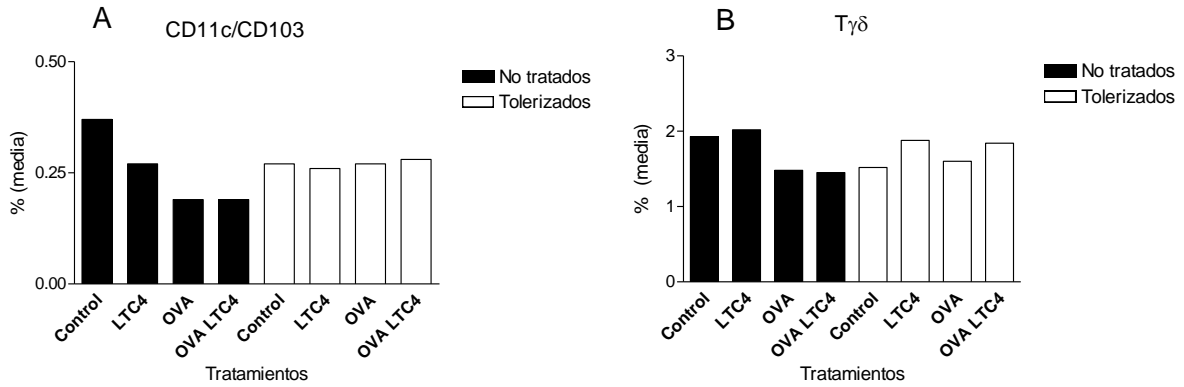 A
CD11c/CD103
0.50
0.25
0.00
% (media)
No tratados
Tolerizados
Control
LTC4
OVA
OVA LTC4
Control
LTC4
OVA
OVA LTC4
Tratamientos
B
Tγδ
3
2
1
0
% (media)
No tratados
Tolerizados
Control
LTC4
OVA
OVA LTC4
Control
LTC4
OVA
OVA LTC4
Tratamientos